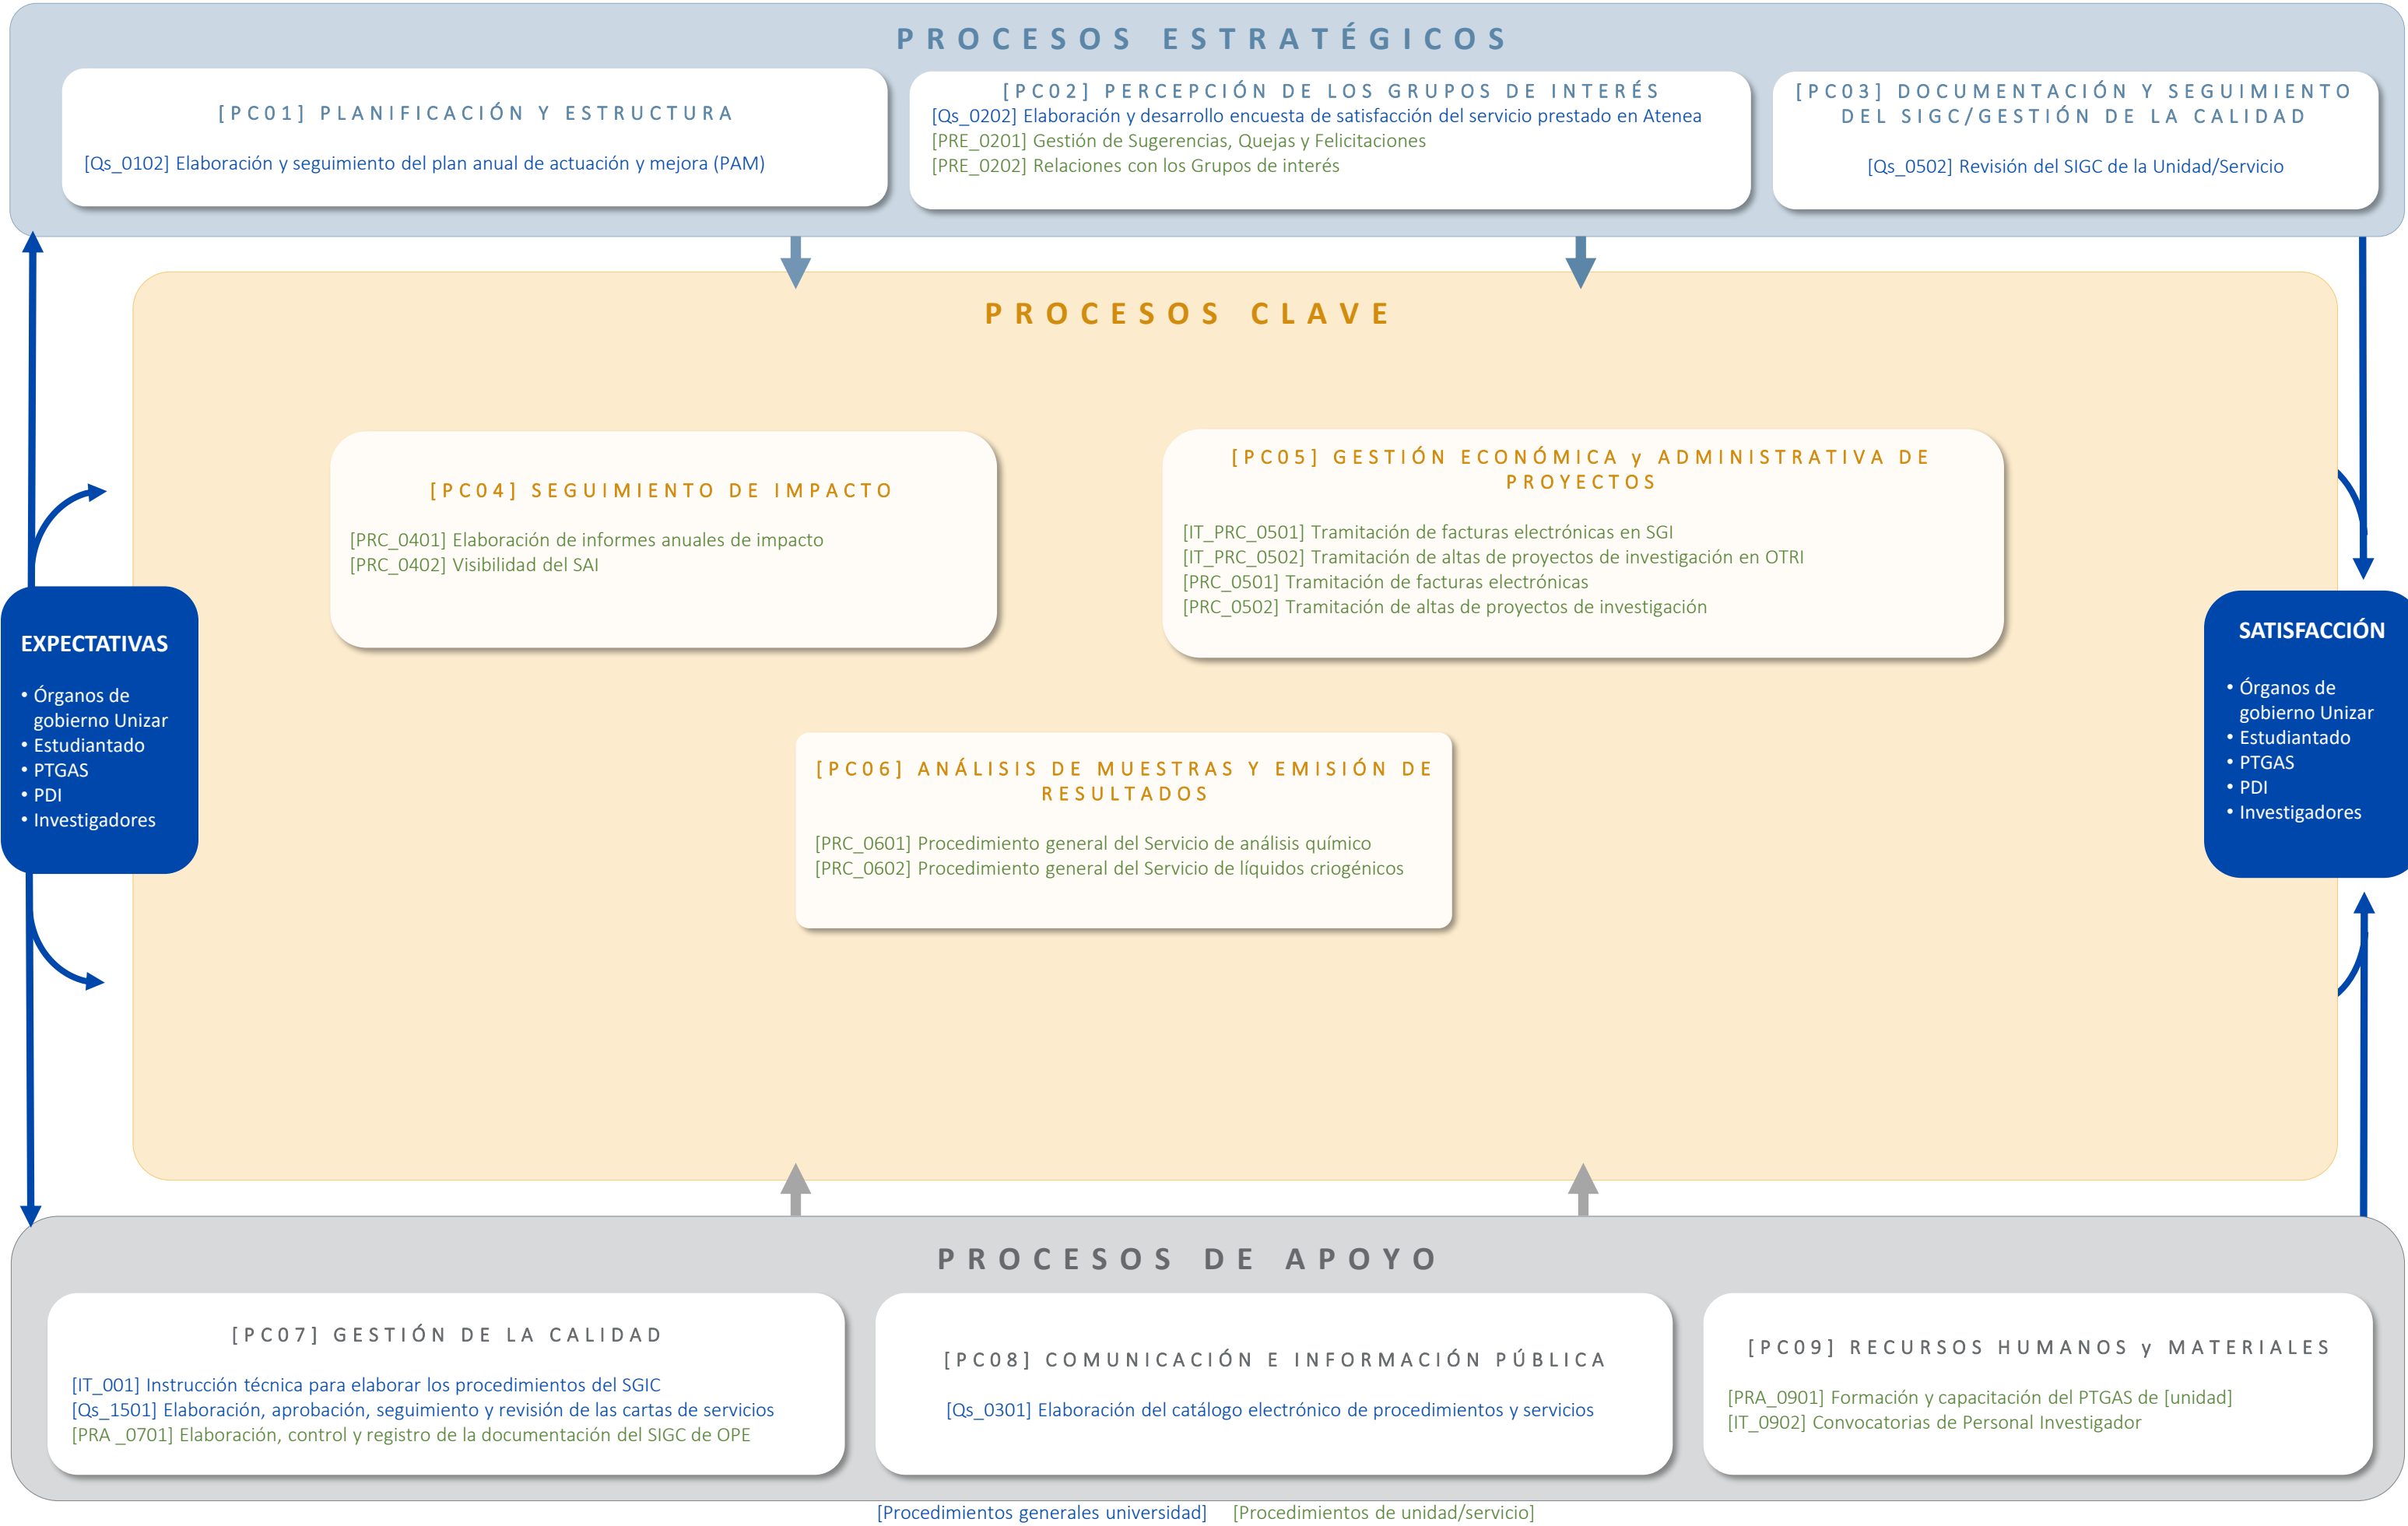 PROCESOS ESTRATÉGICOS
[PC01] PLANIFICACIÓN Y ESTRUCTURA
[Qs_0102] Elaboración y seguimiento del plan anual de actuación y mejora (PAM)
[PC02] PERCEPCIÓN DE LOS GRUPOS DE INTERÉS
[Qs_0202] Elaboración y desarrollo encuesta de satisfacción del servicio prestado en Atenea
[PRE_0201] Gestión de Sugerencias, Quejas y Felicitaciones
[PRE_0202] Relaciones con los Grupos de interés
[PC03] DOCUMENTACIÓN Y SEGUIMIENTO
DEL SIGC/GESTIÓN DE LA CALIDAD
[Qs_0502] Revisión del SIGC de la Unidad/Servicio
PROCESOS CLAVE
[PC04] SEGUIMIENTO DE IMPACTO
[PRC_0401] Elaboración de informes anuales de impacto
[PRC_0402] Visibilidad del SAI
[PC05] GESTIÓN ECONÓMICA y ADMINISTRATIVA DE
PROYECTOS
[IT_PRC_0501] Tramitación de facturas electrónicas en SGI
[IT_PRC_0502] Tramitación de altas de proyectos de investigación en OTRI
[PRC_0501] Tramitación de facturas electrónicas
[PRC_0502] Tramitación de altas de proyectos de investigación
EXPECTATIVAS
• Órganos de
gobierno Unizar
• Estudiantado
• PTGAS
• PDI
• Investigadores
SATISFACCIÓN
• Órganos de
gobierno Unizar
• Estudiantado
• PTGAS
• PDI
• Investigadores
[PC06] ANÁLISIS DE MUESTRAS Y EMISIÓN DE
RESULTADOS
[PRC_0601] Procedimiento general del Servicio de análisis químico
[PRC_0602] Procedimiento general del Servicio de líquidos criogénicos
PROCESOS DE APOYO
[PC07] GESTIÓN DE LA CALIDAD
[IT_001] Instrucción técnica para elaborar los procedimientos del SGIC
[Qs_1501] Elaboración, aprobación, seguimiento y revisión de las cartas de servicios
[PRA _0701] Elaboración, control y registro de la documentación del SIGC de OPE
[PC08] COMUNICACIÓN E INFORMACIÓN PÚBLICA
[Qs_0301] Elaboración del catálogo electrónico de procedimientos y servicios
[PC09] RECURSOS HUMANOS y MATERIALES
[PRA_0901] Formación y capacitación del PTGAS de [unidad]
[IT_0902] Convocatorias de Personal Investigador
[Procedimientos generales universidad] [Procedimientos de unidad/servicio]